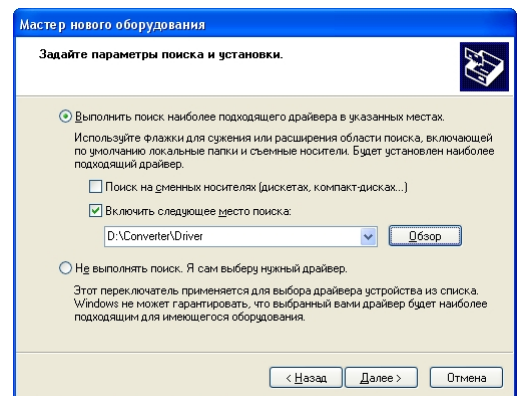 Мастер нового оборудования
Задайте параметры поиска и установки.
Выполнить поиск наиболее подходящего драйвера в указанных местах.
Используйте флажки для сужения или расширения области поиска, включающей
по умолчанию локальные папки и съемные носители. Будет установлен наиболее
подходящий драйвер.
Поиск на сменных носителях (дискетах, компакт-дисках...)
Включить следующее место поиска:
D:\Converter\Driver
Обзор
Не выполнять поиск. Я сам выберу нужный драйвер.
Этот переключатель применяется для выбора драйвера устройства из списка.
Windows не может гарантировать, что выбранный вами драйвер будет наиболее
подходящим для имеющегося оборудования.
< Назад Далее > Отмена